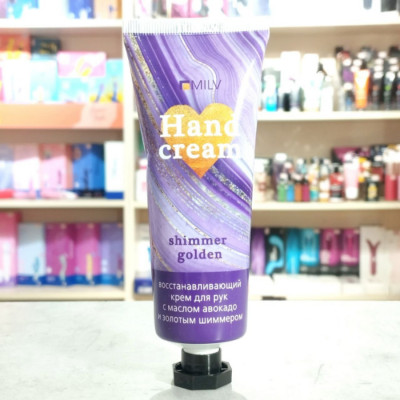 MILV
Hand
cream
shimmer
golden
восстанавливающий
крем для рук
с маслом авокадо
и золотым шиммером